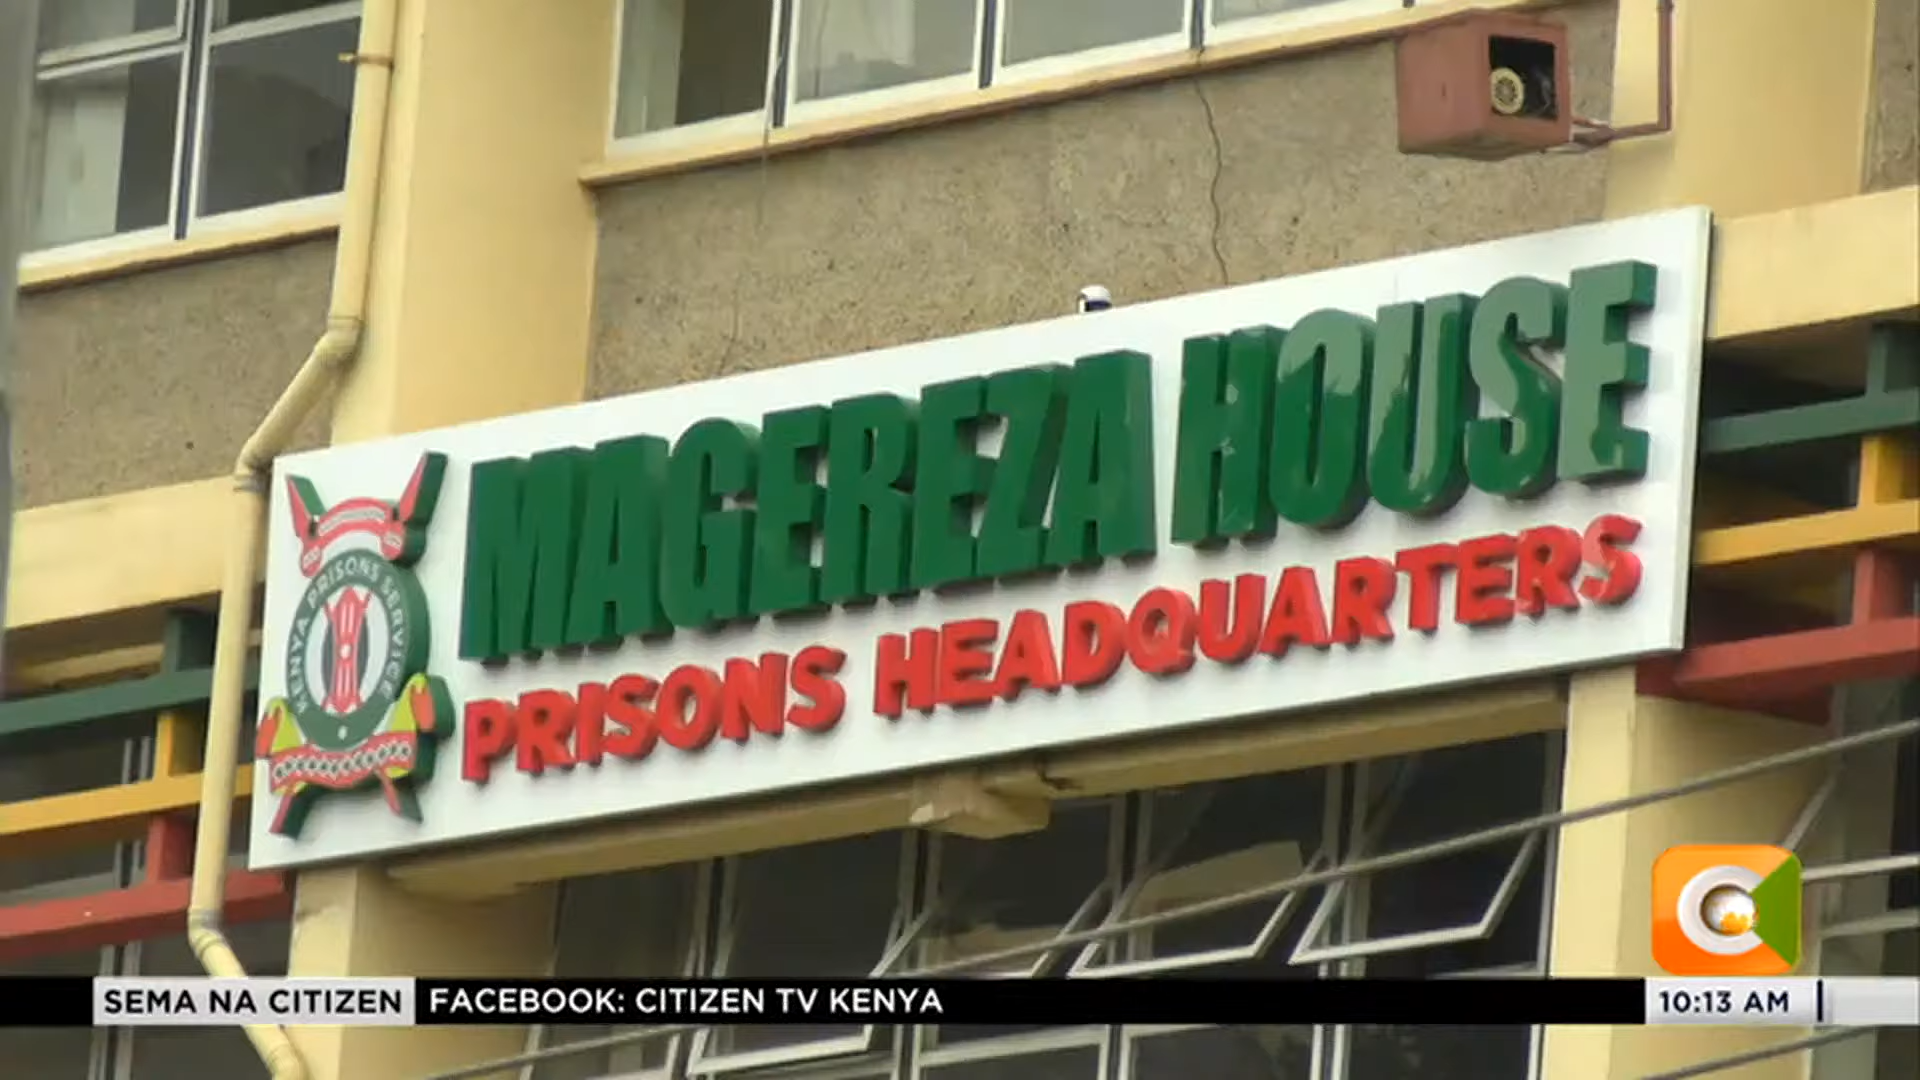 MAGEREZA HOUSE
PRISONS HEADQUARTERS
KENYA PRISONS SERVICE
SEMA NA CITIZEN FACEBOOK: CITIZEN TV KENYA 10:13 AM